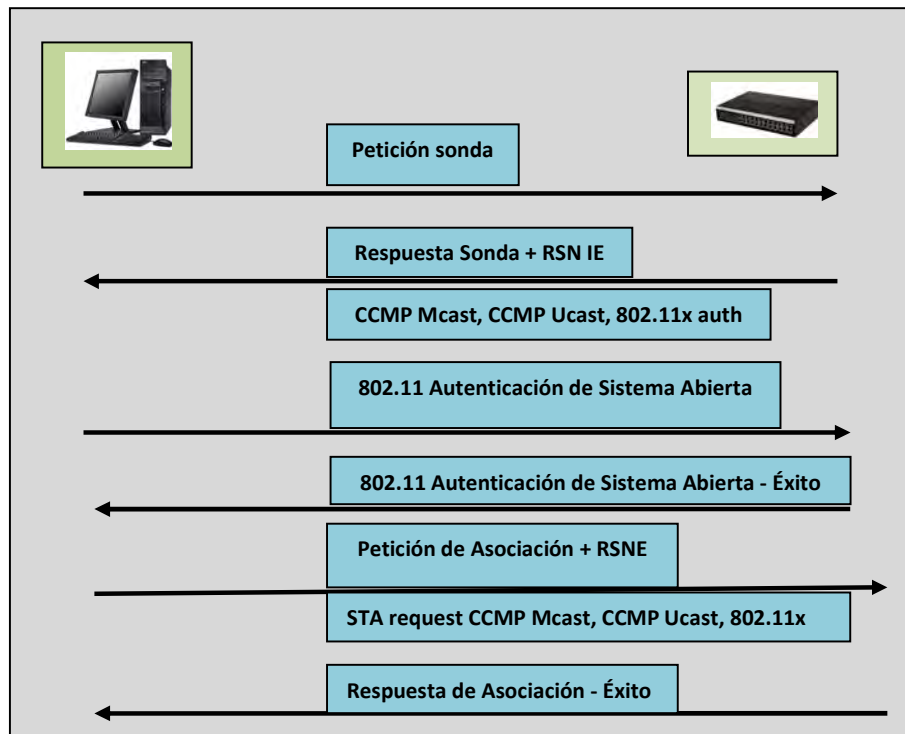 Petición sonda
Respuesta Sonda + RSN IE
CCMP Mcast, CCMP Ucast, 802.11x auth
802.11 Autenticación de Sistema Abierta
802.11 Autenticación de Sistema Abierta - Éxito
Petición de Asociación + RSNE
STA request CCMP Mcast, CCMP Ucast, 802.11x
Respuesta de Asociación - Éxito